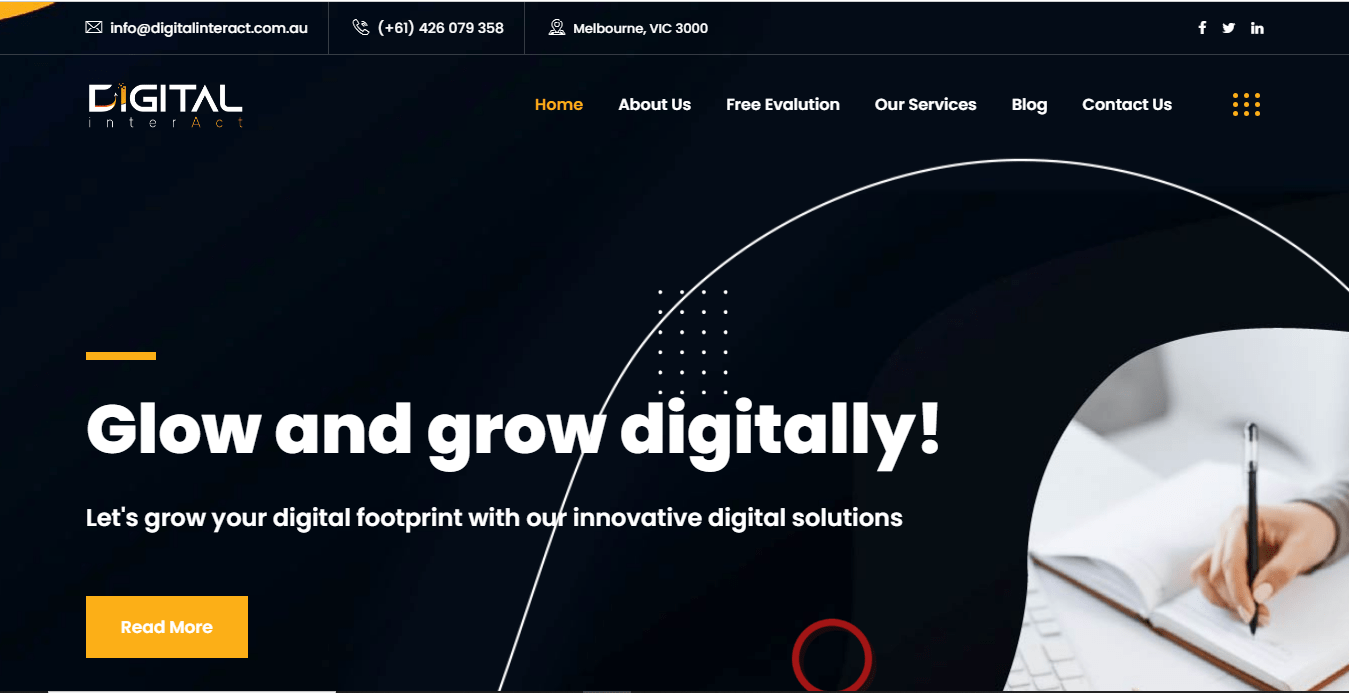 info@digitalinteract.com.au
(+61) 426 079 358
Melbourne, VIC 3000
DIGITAL
interAct
Home
About Us
Free Evalution
Our Services
Blog
Contact Us
Glow and grow digitally!
Let's grow your digital footprint with our innovative digital solutions
Read More